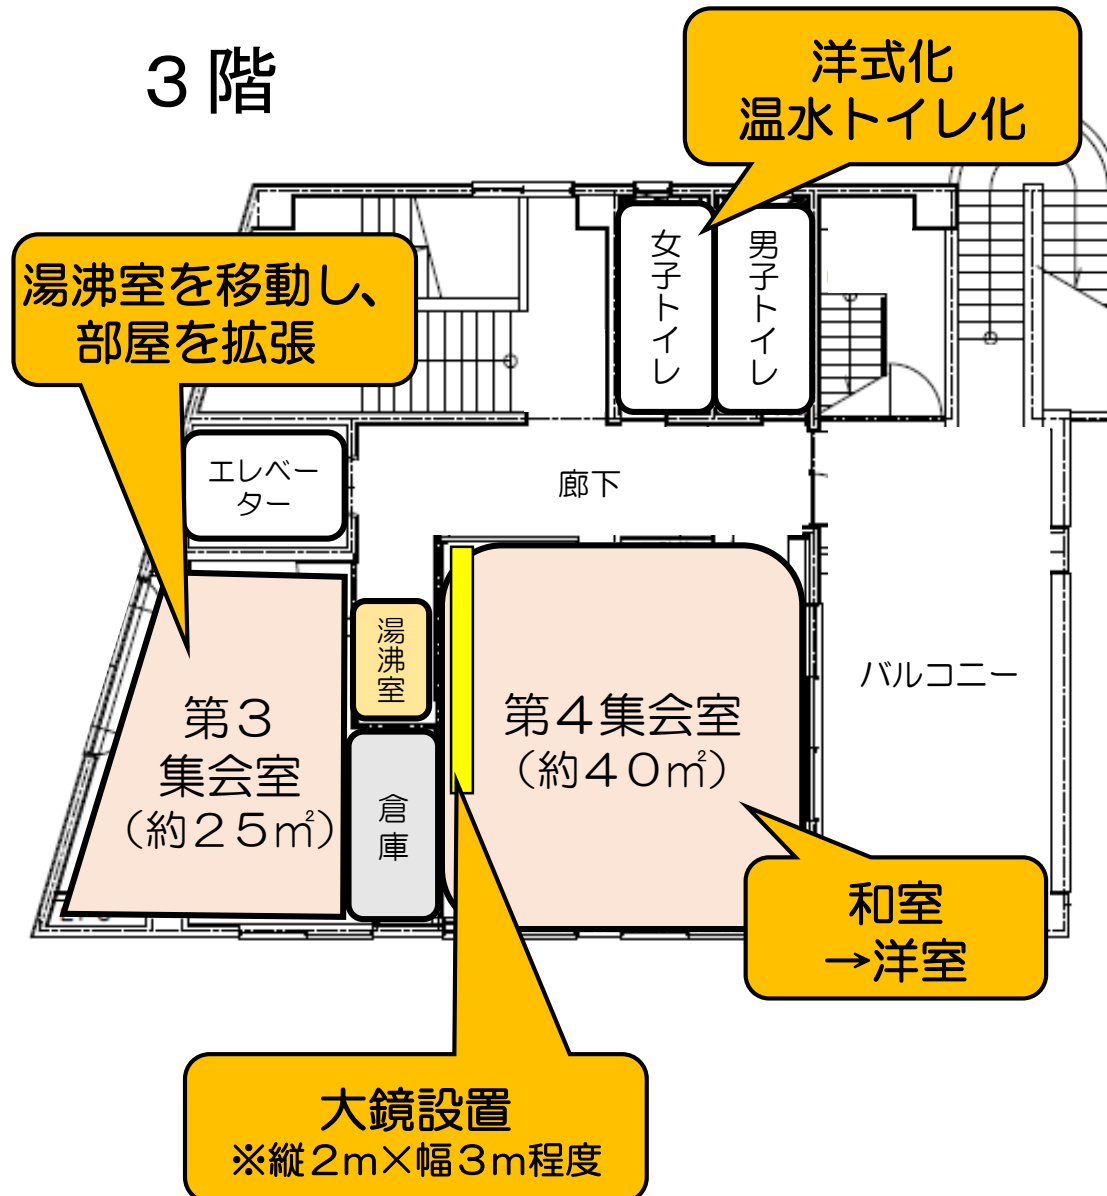 3階
洋式化
温水トイレ化
湯沸室を移動し、
部屋を拡張
女子トイレ
男子トイレ
エレベー
ター
廊下
湯沸室
第3
集会室
（約25㎡）
倉庫
第4集会室
（約40㎡）
バルコニー
和室
→洋室
大鏡設置
※縦2m×幅3m程度